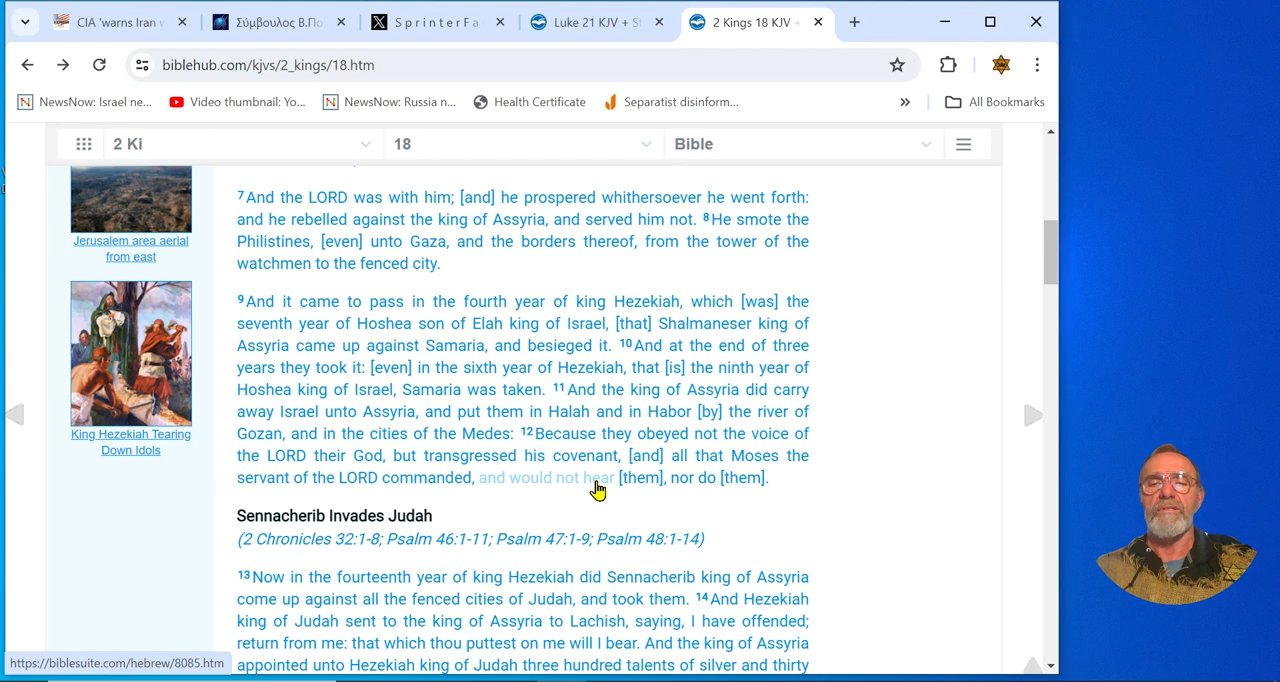 CIA 'warns Iran
Σύμβουλος Β.Πο
S p r i n t e r F a
Luke 21 KJV + S
2 Kings 18 KJV
biblehub.com/kjvs/2_kings/18.htm
NewsNow: Israel ne...
Video thumbnail: Yo...
NewsNow: Russia n...
Health Certificate
Separatist disinform...
»
All Bookmarks
2 Ki
18
Bible
Jerusalem area aerial
from east
King Hezekiah Tearing
Down Idols
7And the LORD was with him; [and] he prospered whithersoever he went forth:
and he rebelled against the king of Assyria, and served him not. 8He smote the
Philistines, [even] unto Gaza, and the borders thereof, from the tower of the
watchmen to the fenced city.
9And it came to pass in the fourth year of king Hezekiah, which [was] the
seventh year of Hoshea son of Elah king of Israel, [that] Shalmaneser king of
Assyria came up against Samaria, and besieged it. 10And at the end of three
years they took it: [even] in the sixth year of Hezekiah, that [is] the ninth year of
Hoshea king of Israel, Samaria was taken. 11And the king of Assyria did carry
away Israel unto Assyria, and put them in Halah and in Habor [by] the river of
Gozan, and in the cities of the Medes: 12Because they obeyed not the voice of
the LORD their God, but transgressed his covenant, [and] all that Moses the
servant of the LORD commanded, and would not hear [them], nor do [them].
Sennacherib Invades Judah
(2 Chronicles 32:1-8; Psalm 46:1-11; Psalm 47:1-9; Psalm 48:1-14)
13Now in the fourteenth year of king Hezekiah did Sennacherib king of Assyria
come up against all the fenced cities of Judah, and took them. 14And Hezekiah
king of Judah sent to the king of Assyria to Lachish, saying, I have offended;
return from me: that which thou puttest on me will I bear. And the king of Assyria
appointed unto Hezekiah king of Judah three hundred talents of silver and thirty
https://biblesuite.com/hebrew/8085.htm